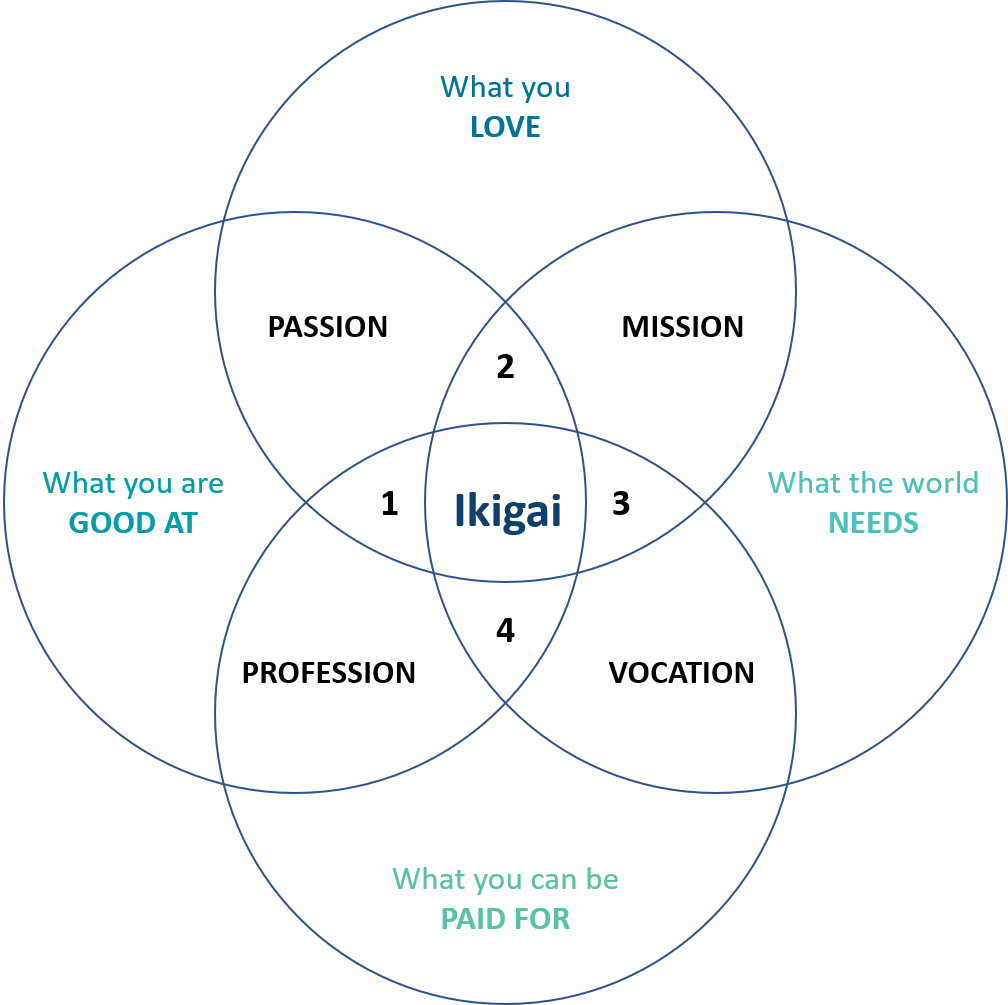 What you
LOVE
PASSION
MISSION
2
What you are
GOOD AT
1
Ikigai
3
What the world
NEEDS
4
PROFESSION
VOCATION
What you can be
PAID FOR